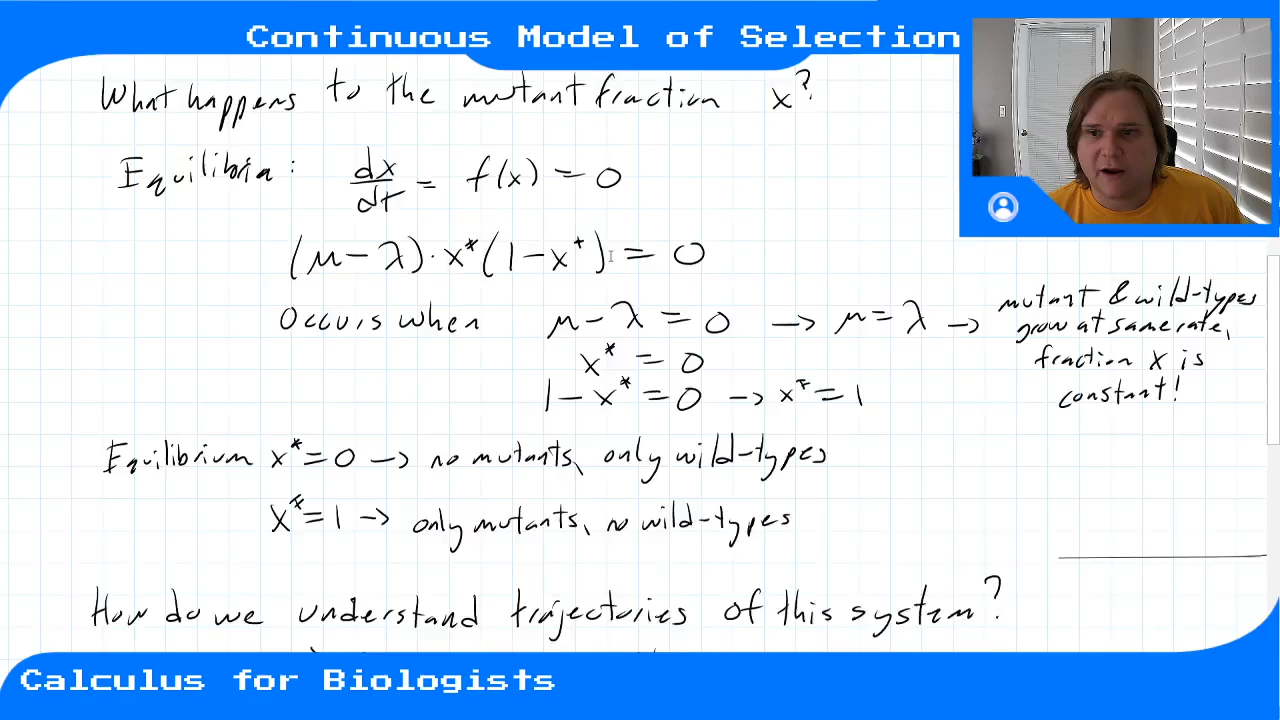 Continuous Model of Selection
What happens to the mutant fraction x?
Equilibria: dx/dt = f(x) = 0
(μ-λ)·x*(1-x*) = 0
Occurs when μ-λ = 0 → μ = λ → mutant & wild-types grow at same rate, fraction x is constant!
x* = 0
1-x* = 0 → x* = 1
Equilibrium x* = 0 → no mutants, only wild-types
x* = 1 → only mutants, no wild-types
How do we understand trajectories of this system?
Calculus for Biologists